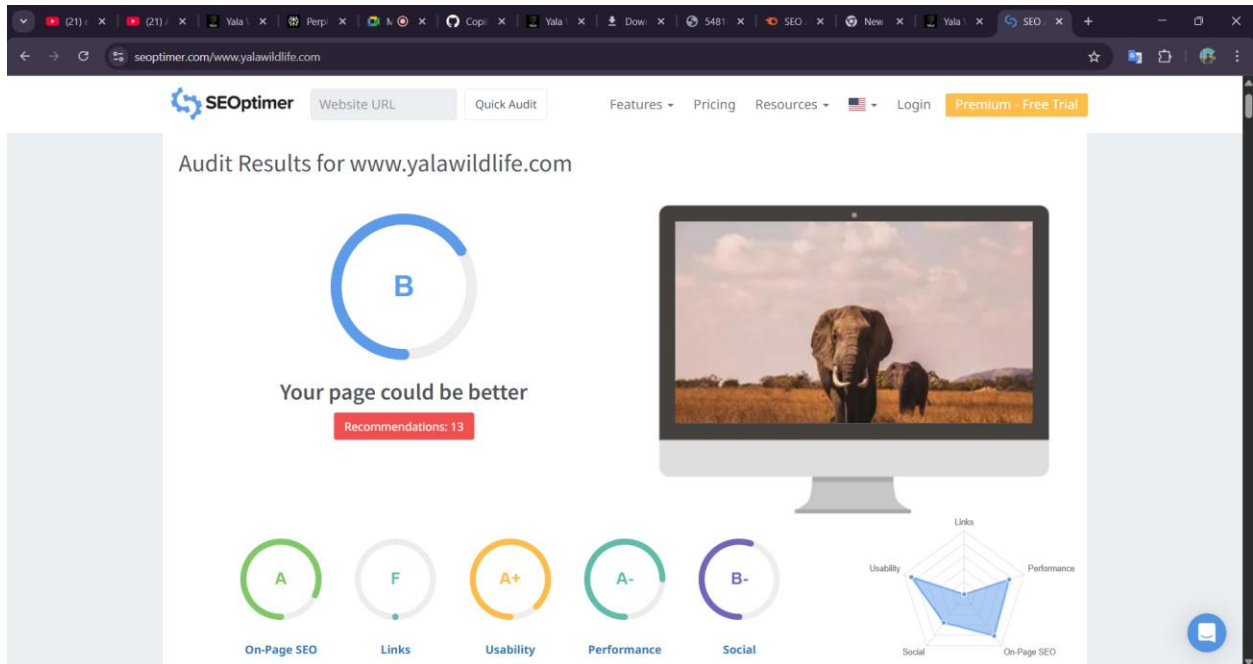 (21)
(21)
Yala
Perpl
Copil
Yala
Dow
5481
SEO
New
Yala
SEO
seoptimer.com/www.yalawildlife.com
SEOptimer
Website URL
Quick Audit
Features
Pricing
Resources
Login
Premium - Free Trial
Audit Results for www.yalawildlife.com
B
Your page could be better
Recommendations: 13
A
F
A+
A-
B-
On-Page SEO
Links
Usability
Performance
Social
Links
Usability
Performance
Social
On-Page SEO